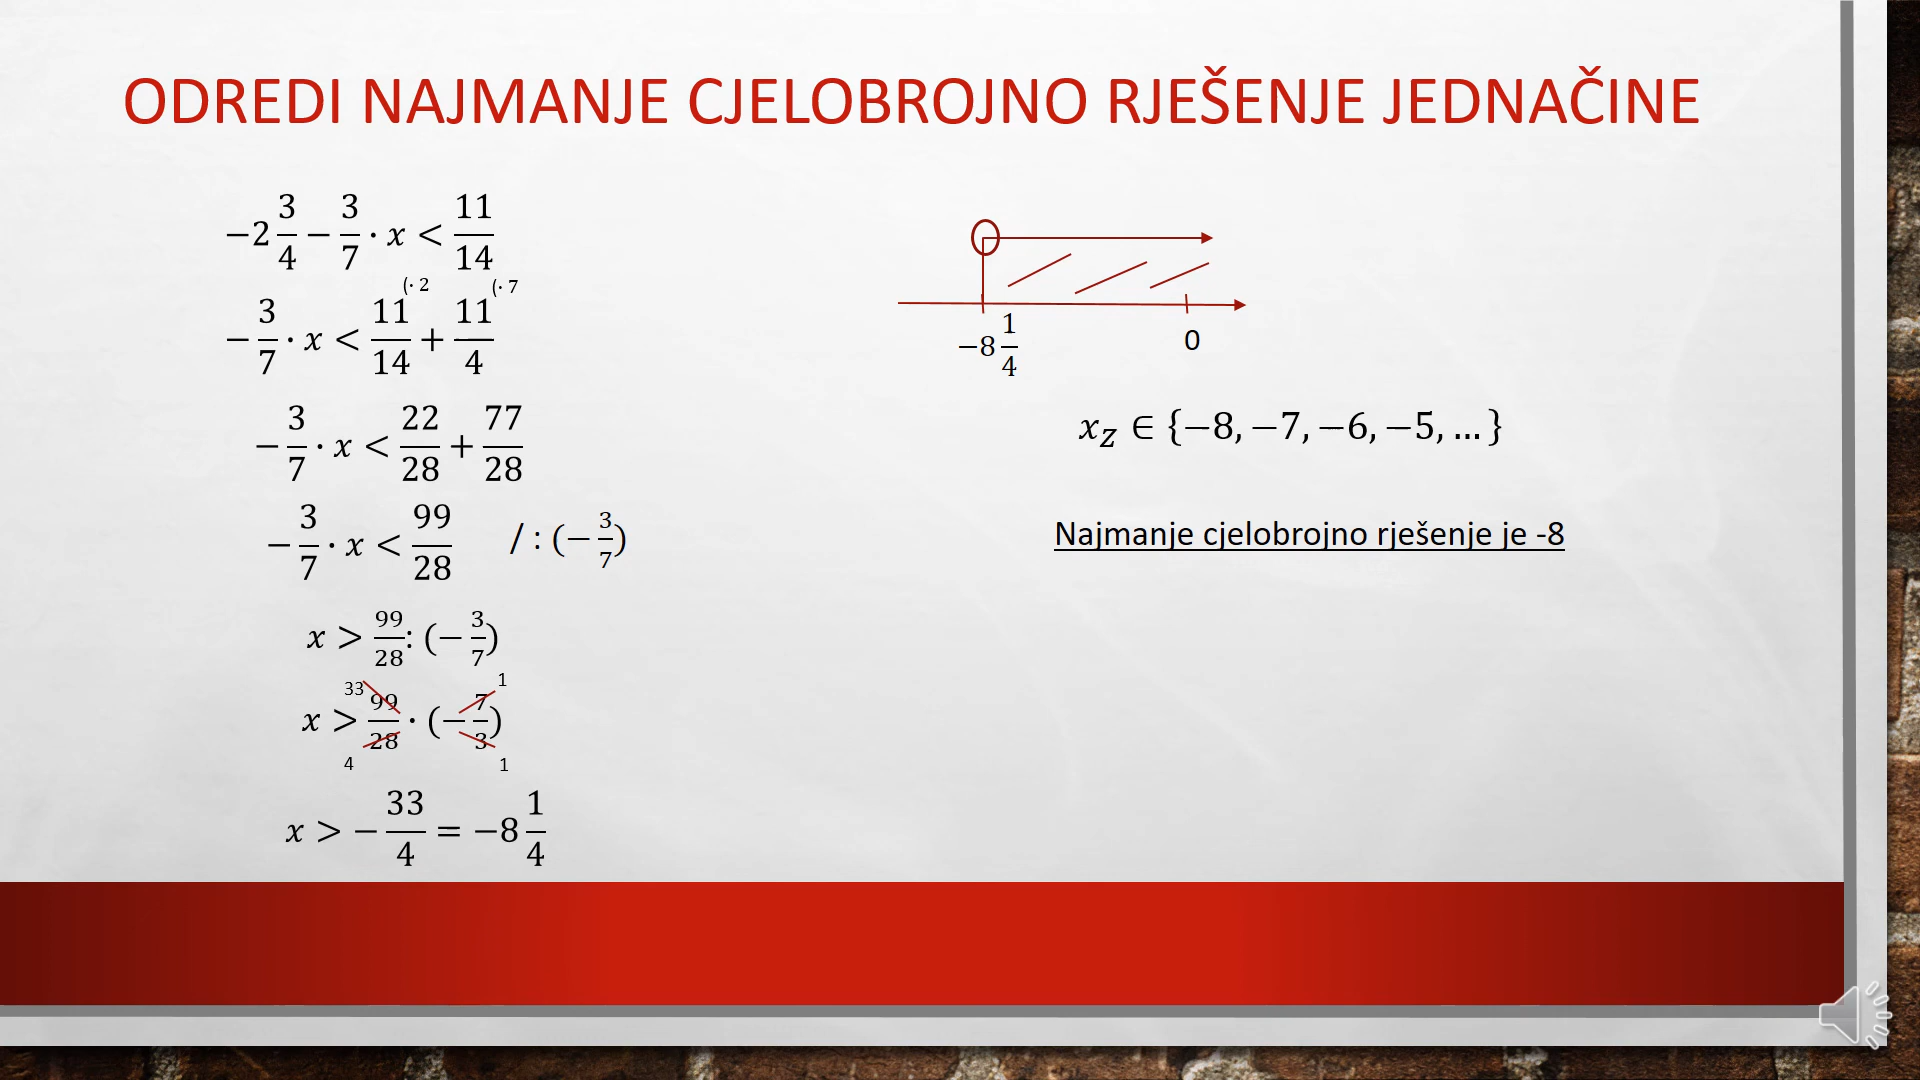 ODREDI NAJMANJE CJELOBROJNO RJEŠENJE JEDNAČINE
−2 3/4 − 3/7 · x < 11/14
(· 2 (· 7
−3/7 · x < 11/14 + 11/4
−3/7 · x < 22/28 + 77/28
−3/7 · x < 99/28 / : (−3/7)
x > 99/28 : (−3/7)
33 1
x > 99/28 · (−7/3)
4 1
x > −33/4 = −8 1/4
−8 1/4 0
x_Z ∈ {−8, −7, −6, −5, … }
Najmanje cjelobrojno rješenje je -8